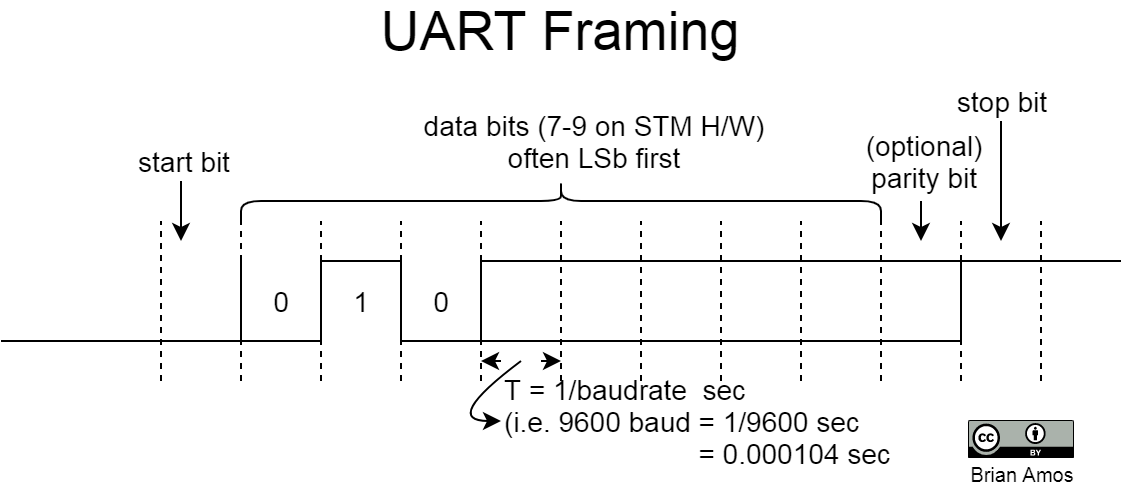 UART Framing
stop bit
data bits (7-9 on STM H/W)
often LSb first
(optional)
parity bit
start bit
0 1 0
T = 1/baudrate sec
(i.e. 9600 baud = 1/9600 sec
= 0.000104 sec
cc
BY
Brian Amos